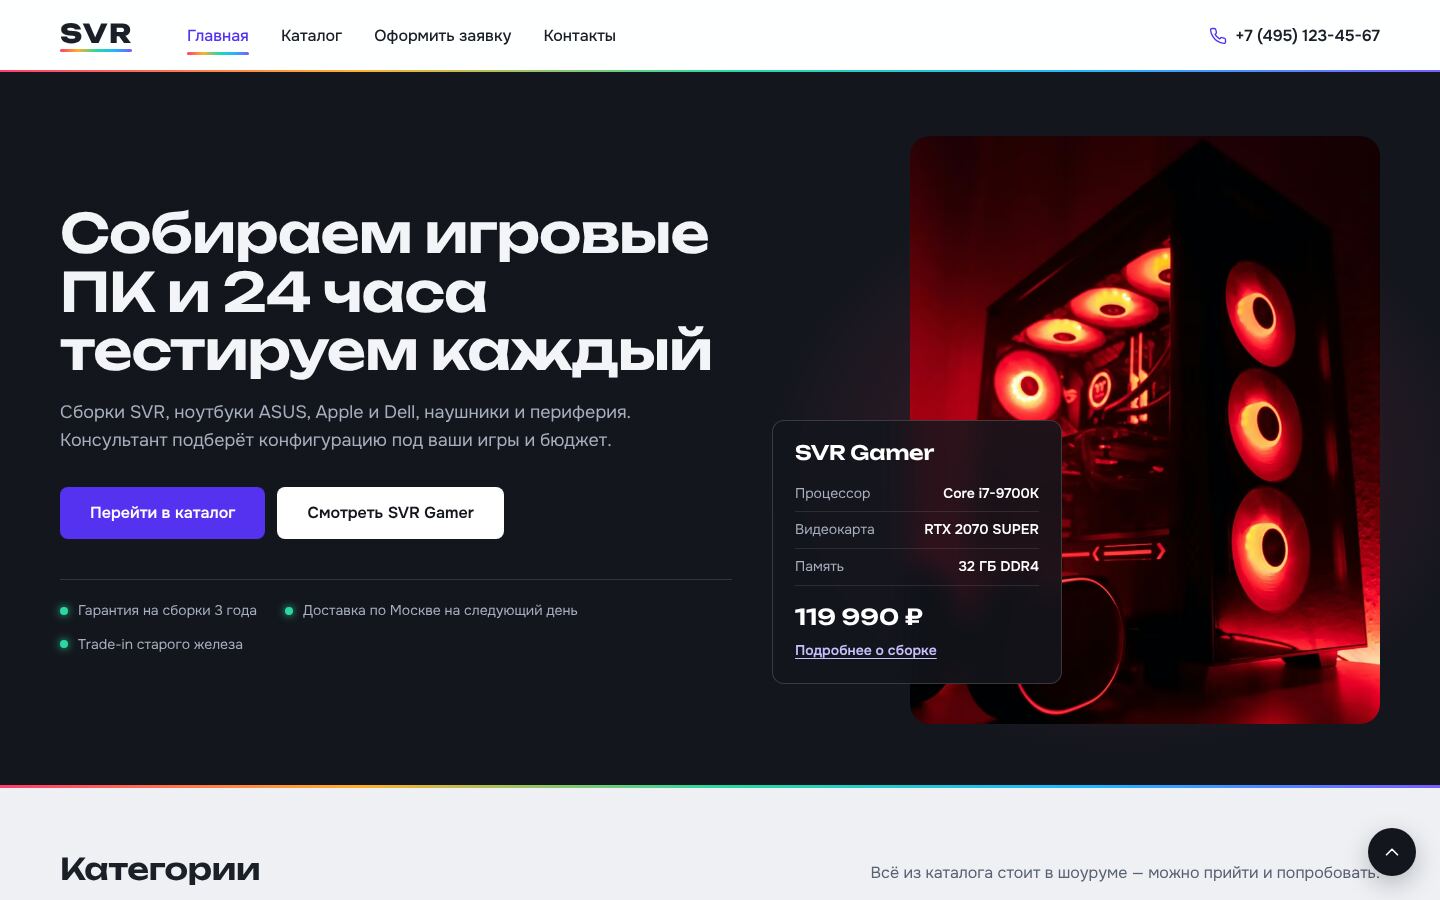 SVR
Главная
Каталог
Оформить заявку
Контакты
+7 (495) 123-45-67
Собираем игровые
ПК и 24 часа
тестируем каждый
Сборки SVR, ноутбуки ASUS, Apple и Dell, наушники и периферия.
Консультант подберёт конфигурацию под ваши игры и бюджет.
Перейти в каталог
Смотреть SVR Gamer
Гарантия на сборки 3 года
Доставка по Москве на следующий день
Trade-in старого железа
SVR Gamer
Процессор Core i7-9700K
Видеокарта RTX 2070 SUPER
Память 32 ГБ DDR4
119 990 ₽
Подробнее о сборке
Категории
Всё из каталога стоит в шоуруме — можно прийти и попробовать.